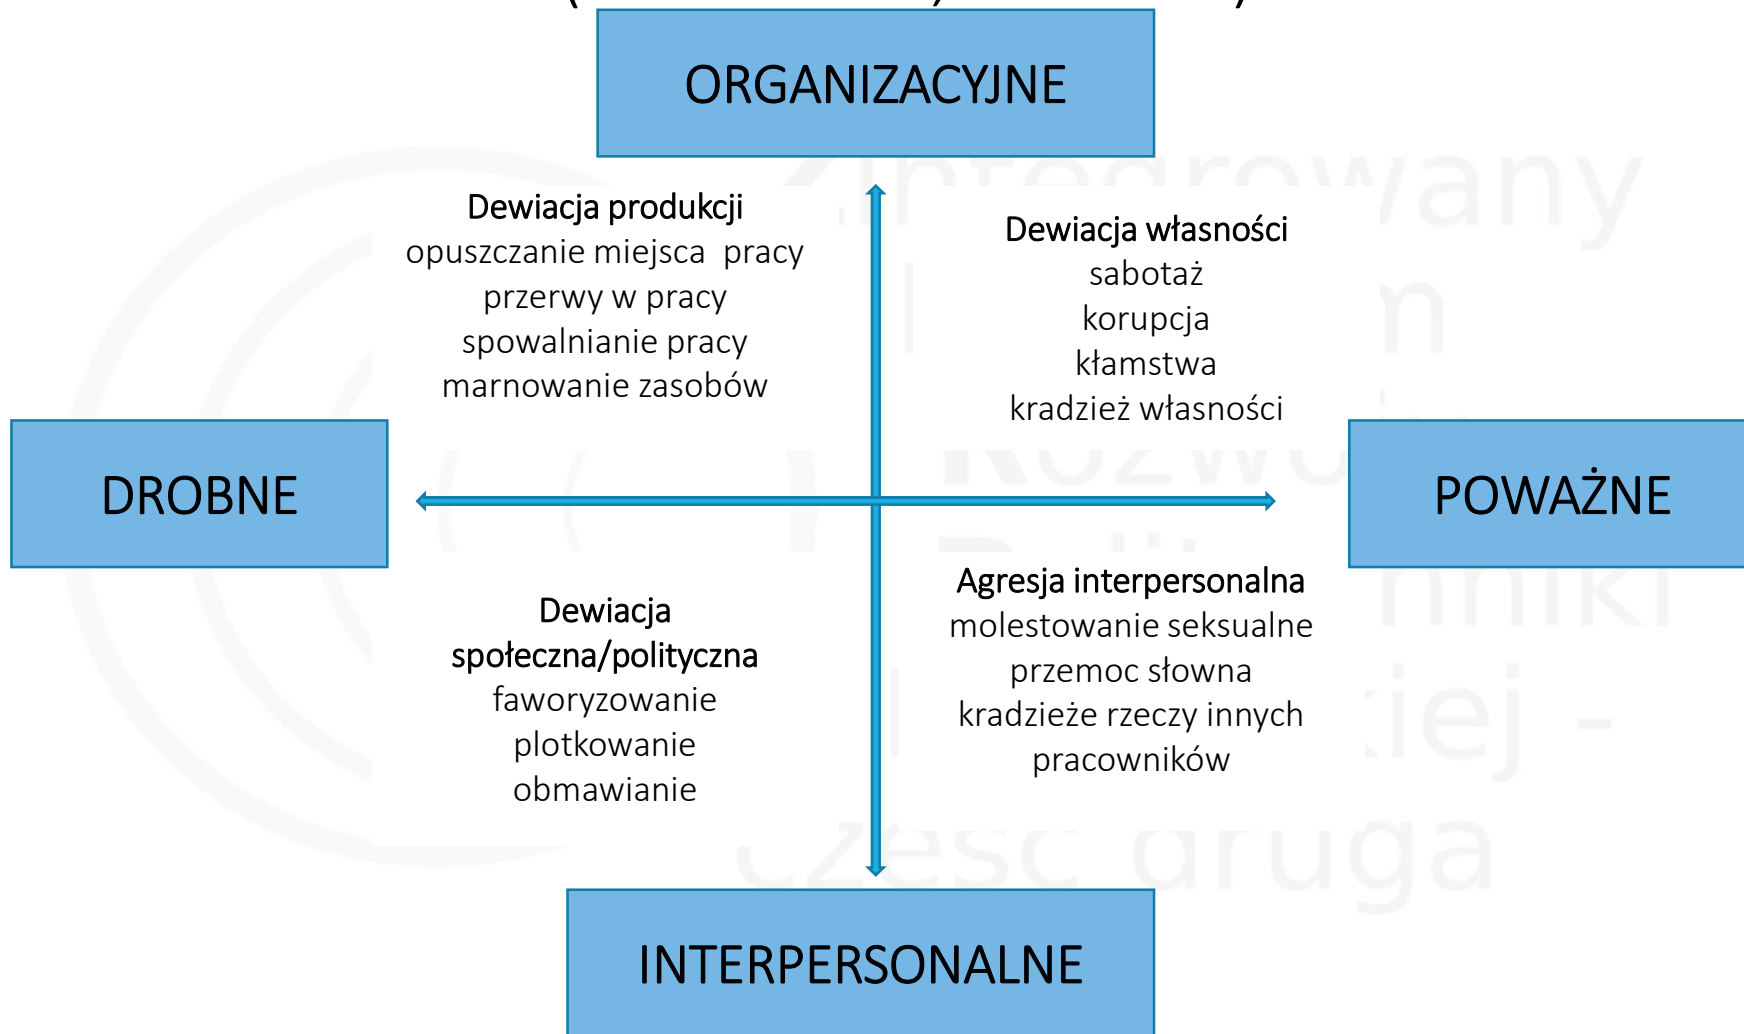 ORGANIZACYJNE
Dewiacja produkcji
opuszczanie miejsca pracy
przerwy w pracy
spowalnianie pracy
marnowanie zasobów
Dewiacja własności
sabotaż
korupcja
kłamstwa
kradzież własności
DROBNE
POWAŻNE
Dewiacja
społeczna/polityczna
faworyzowanie
plotkowanie
obmawianie
Agresja interpersonalna
molestowanie seksualne
przemoc słowna
kradzieże rzeczy innych
pracowników
INTERPERSONALNE
druga